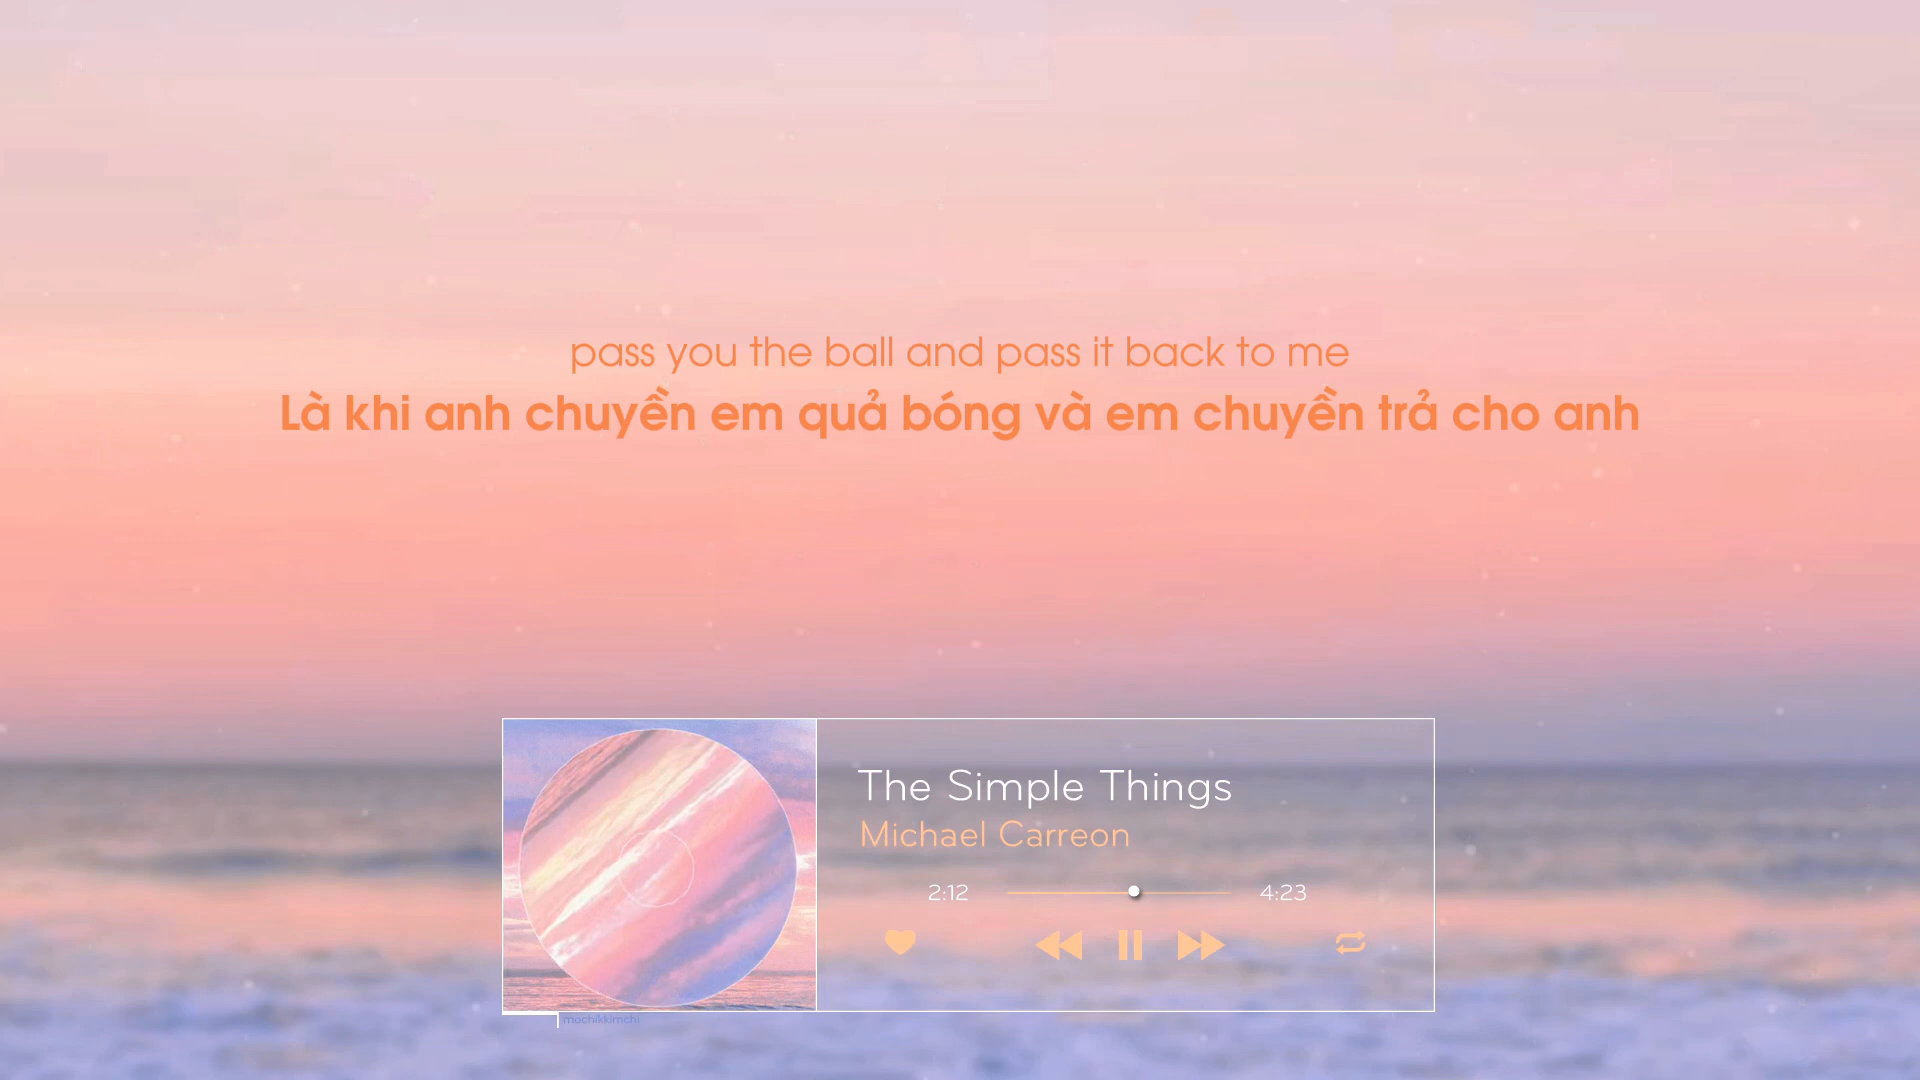 pass you the ball and pass it back to me
Là khi anh chuyền em quả bóng và em chuyền trả cho anh
The Simple Things
Michael Carreon
2:12
4:23
mochikkimchi